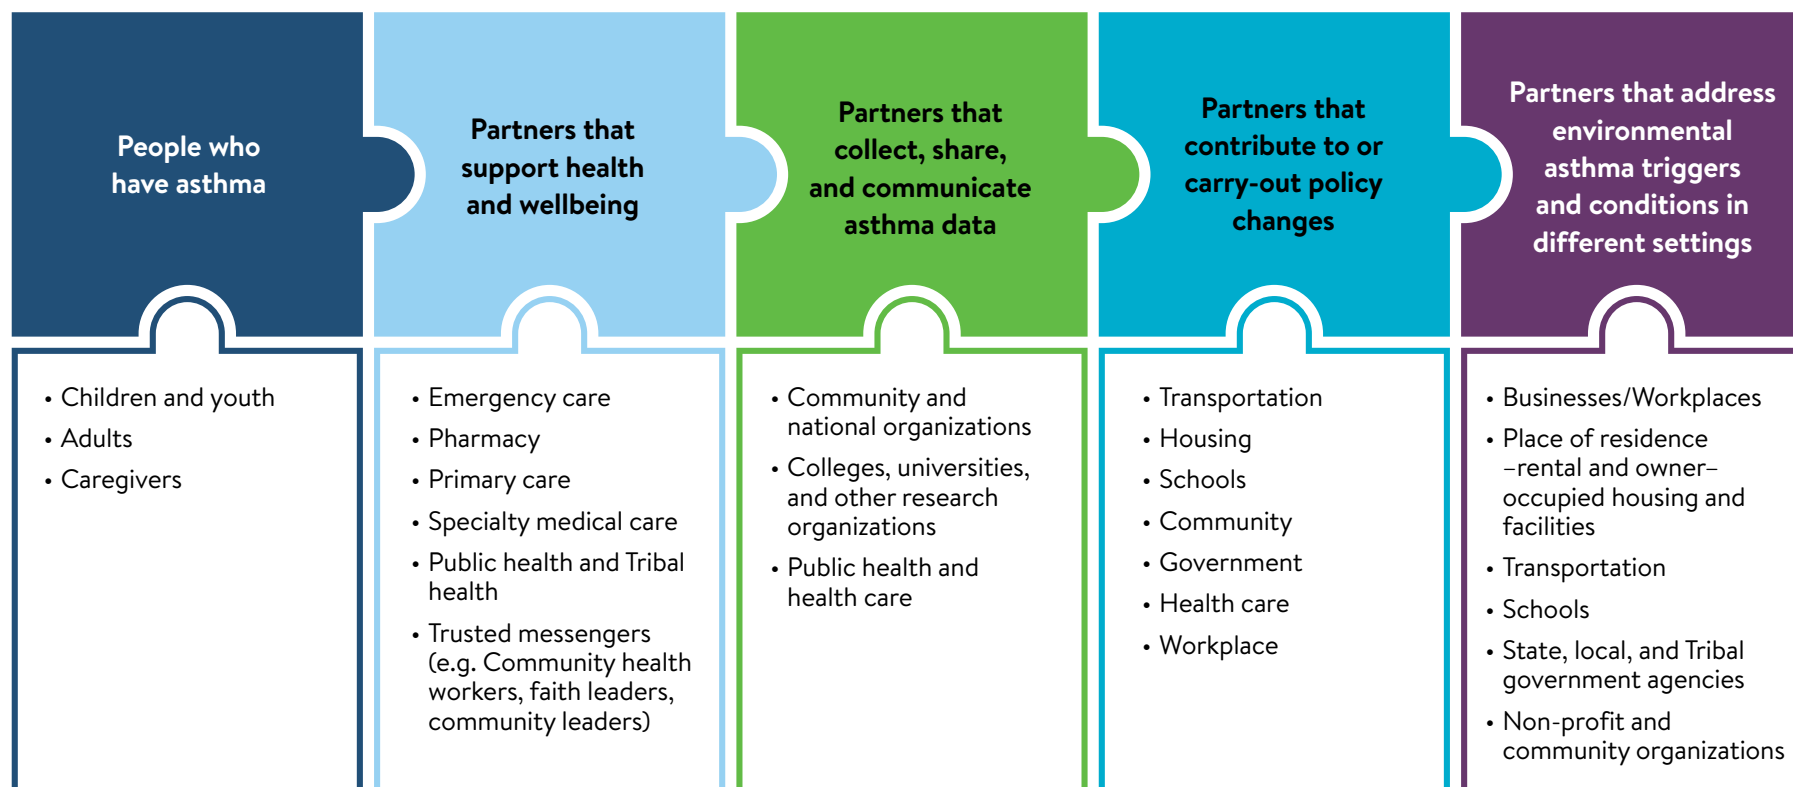 People who
have asthma
Partners that
support health
and wellbeing
Partners that
collect, share,
and communicate
asthma data
Partners that
contribute to or
carry-out policy
changes
Partners that address
environmental
asthma triggers
and conditions in
different settings
• Children and youth
• Adults
• Caregivers
• Emergency care
• Pharmacy
• Primary care
• Specialty medical care
• Public health and Tribal
health
• Trusted messengers
(e.g. Community health
workers, faith leaders,
community leaders)
• Community and
national organizations
• Colleges, universities,
and other research
organizations
• Public health and
health care
• Transportation
• Housing
• Schools
• Community
• Government
• Health care
• Workplace
• Businesses/Workplaces
• Place of residence
–rental and owner–
occupied housing and
facilities
• Transportation
• Schools
• State, local, and Tribal
government agencies
• Non-profit and
community organizations